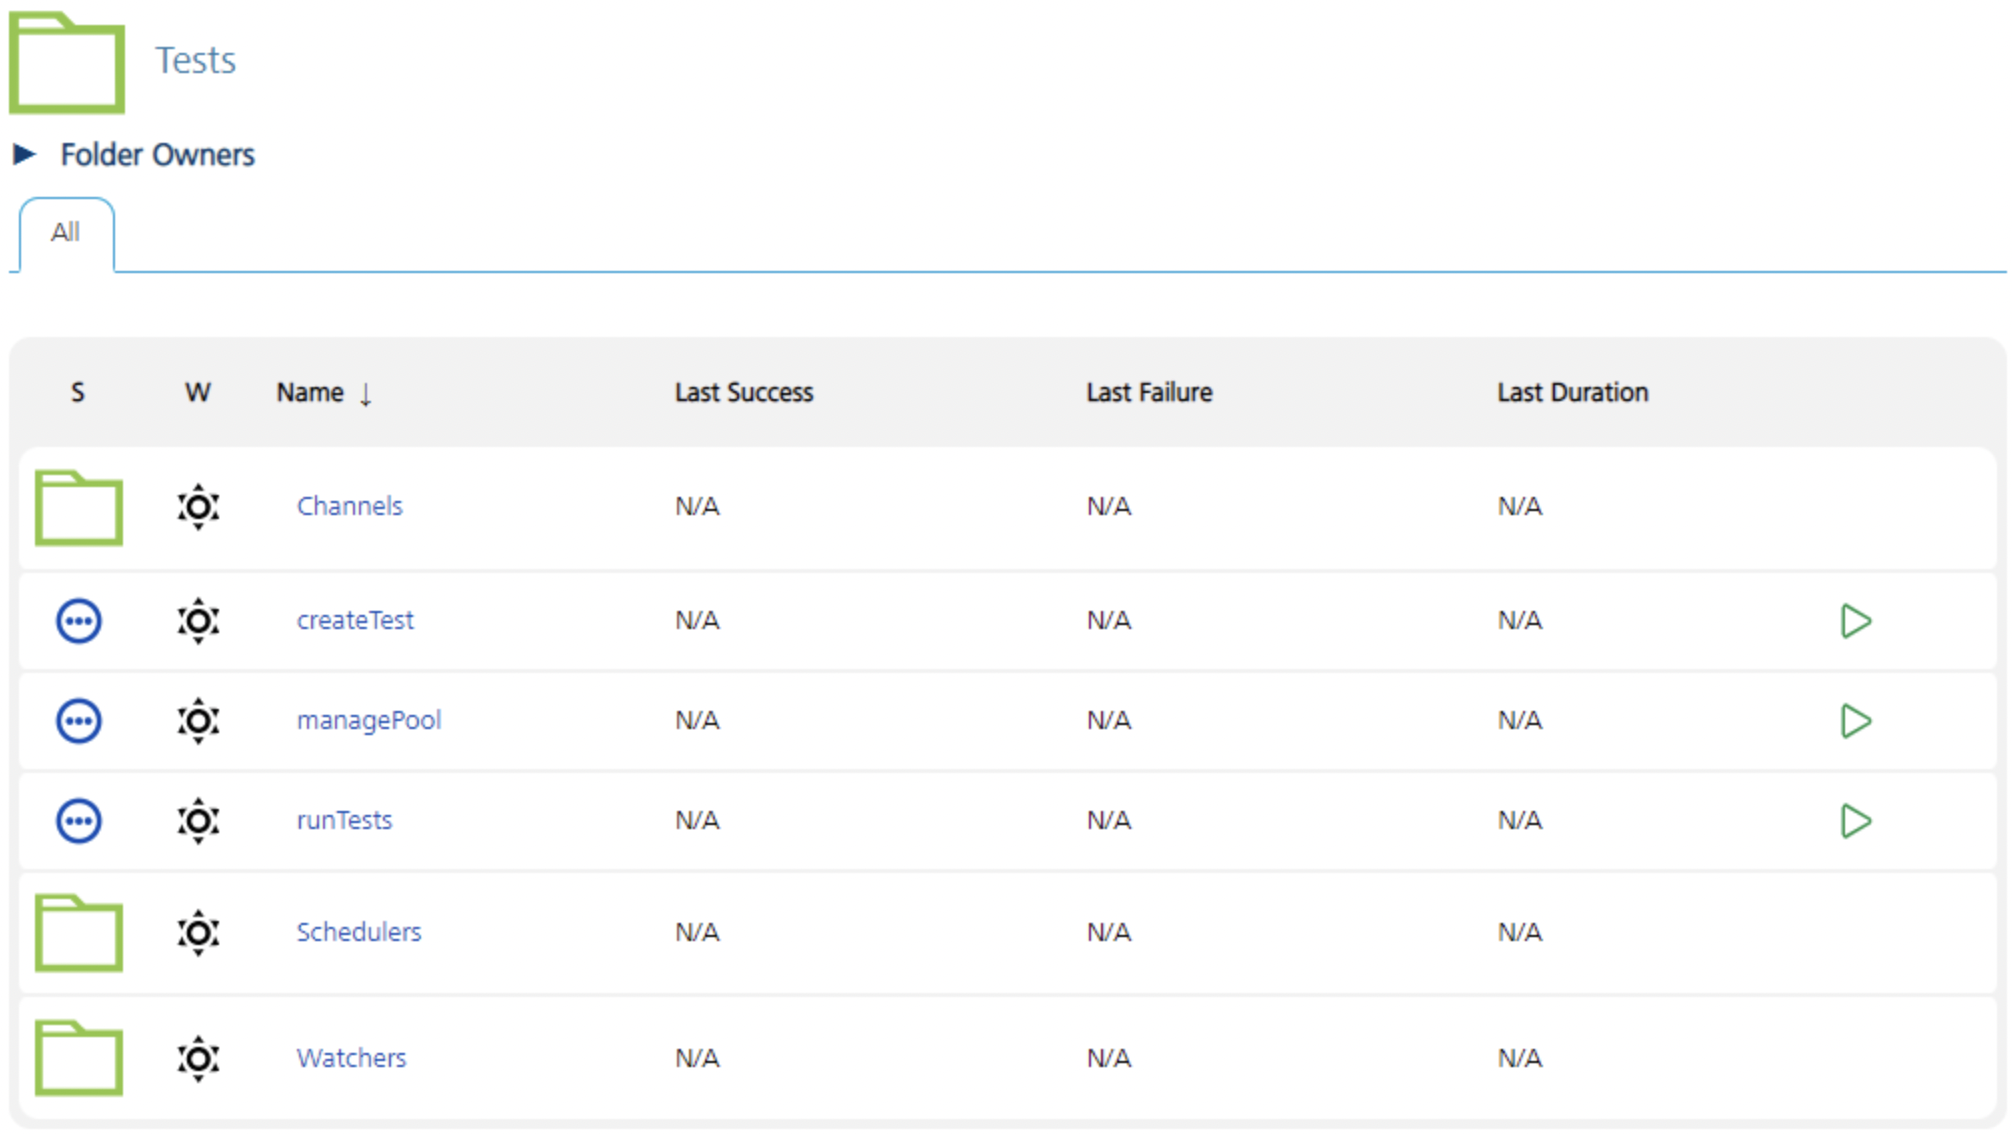 Tests
Folder Owners
All
S W Name ↓ Last Success Last Failure Last Duration
Channels N/A N/A N/A
createTest N/A N/A N/A
managePool N/A N/A N/A
runTests N/A N/A N/A
Schedulers N/A N/A N/A
Watchers N/A N/A N/A